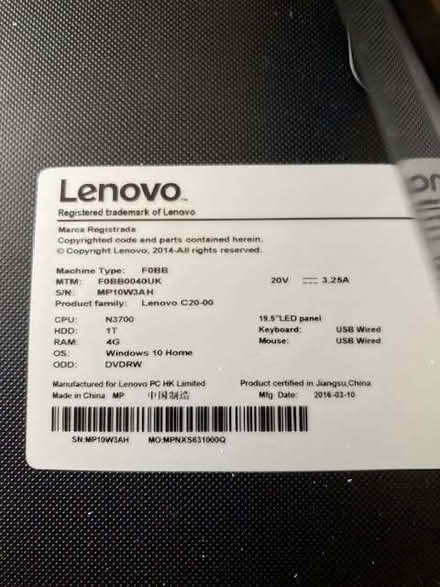 Lenovo™
Registered trademark of Lenovo.
Marca Registrada
Copyrighted code and parts contained herein.
© Copyright Lenovo, 2014-All rights reserved.
Machine Type: F0BB
MTM: F0BB0040UK 20V 3.25A
S/N: MP10W3AH
Product family: Lenovo C20-00
CPU: N3700 19.5"LED panel
HDD: 1T Keyboard: USB Wired
RAM: 4G Mouse: USB Wired
OS: Windows 10 Home
ODD: DVDRW
Manufactured for Lenovo PC HK Limited Product certified in Jiangsu,China
Made in China MP 中国制造 Mfg Date: 2016-03-10
SN:MP10W3AH MO:MPNXS631000Q